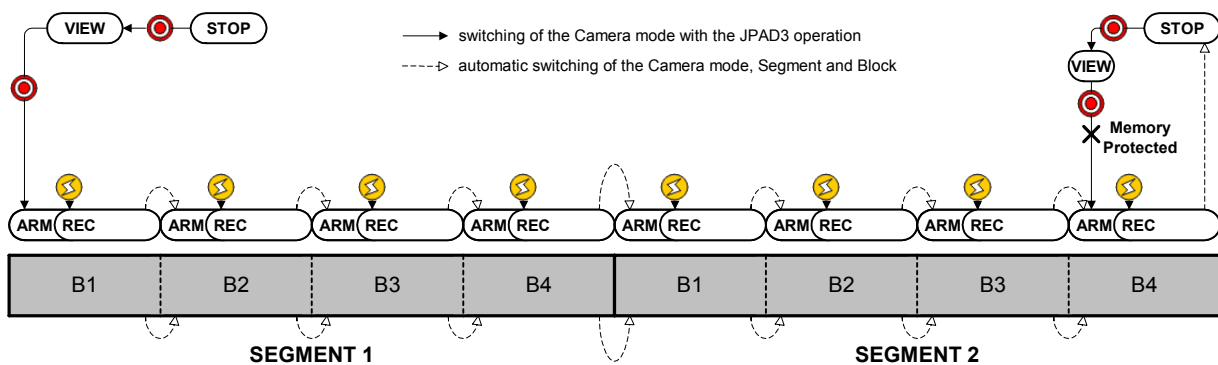 VIEW STOP
switching of the Camera mode with the JPAD3 operation
STOP
automatic switching of the Camera mode, Segment and Block
VIEW
Memory
Protected
ARM REC ARM REC ARM REC ARM REC ARM REC ARM REC ARM REC ARM REC
B1 B2 B3 B4 B1 B2 B3 B4
SEGMENT 1 SEGMENT 2